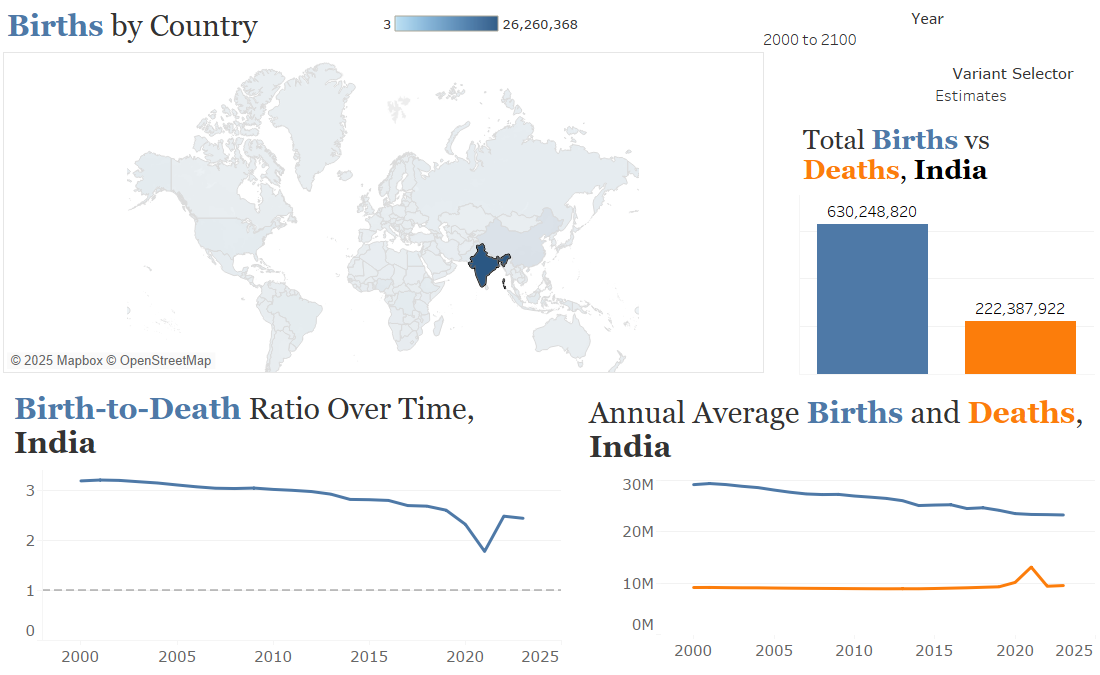 Births by Country
3
26,260,368
Year
2000 to 2100
Variant Selector
Estimates
© 2025 Mapbox © OpenStreetMap
Total Births vs
Deaths, India
630,248,820
222,387,922
Birth-to-Death Ratio Over Time,
India
3
2
1
0
2000 2005 2010 2015 2020 2025
Annual Average Births and Deaths,
India
30M
20M
10M
0M
2000 2005 2010 2015 2020 2025